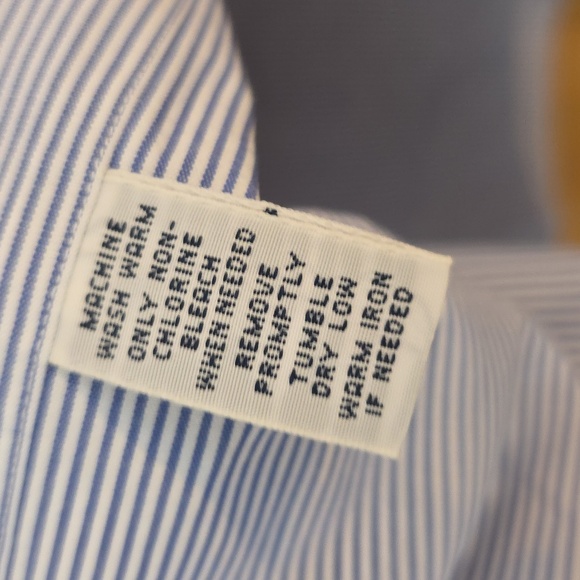 MACHINE
WASH WARM
ONLY NON-
CHLORINE
BLEACH
WHEN NEEDED
REMOVE
PROMPTLY
TUMBLE
DRY LOW
WARM IRON
IF NEEDED